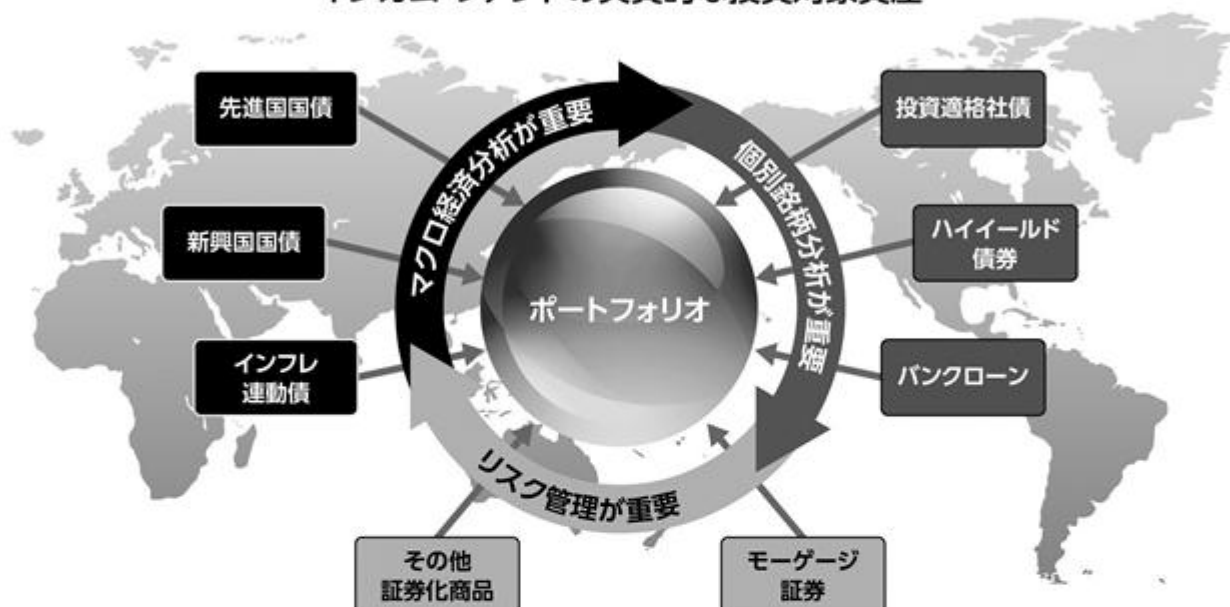 先進国国債
投資適格社債
マクロ経済分析が重要
個別銘柄分析が重要
新興国国債
ハイイールド
債券
ポートフォリオ
インフレ
連動債
バンクローン
リスク管理が重要
その他
証券化商品
モーゲージ
証券